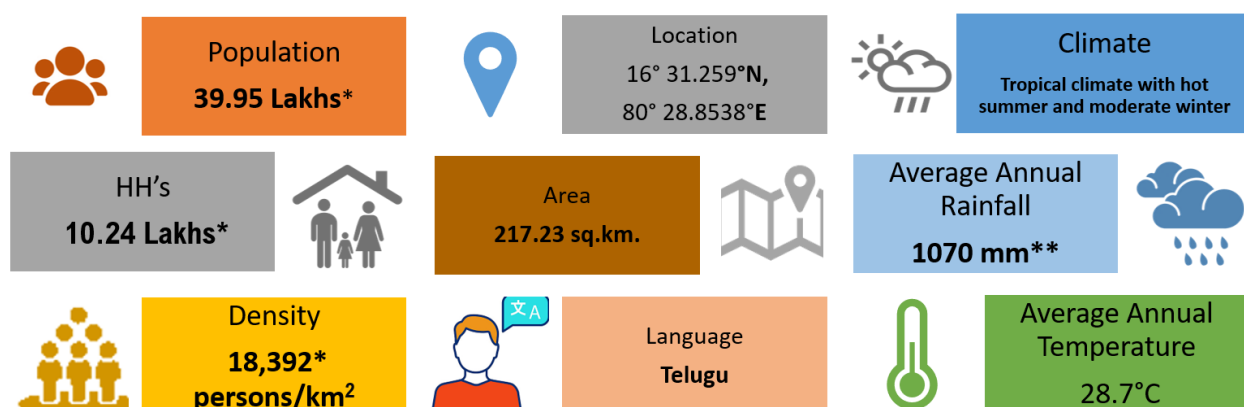 Population
39.95 Lakhs*
Location
16° 31.259°N,
80° 28.8538°E
Climate
Tropical climate with hot
summer and moderate winter
HH's
10.24 Lakhs*
Area
217.23 sq.km.
Average Annual
Rainfall
1070 mm**
Density
18,392*
persons/km²
文A
Language
Telugu
Average Annual
Temperature
28.7°C